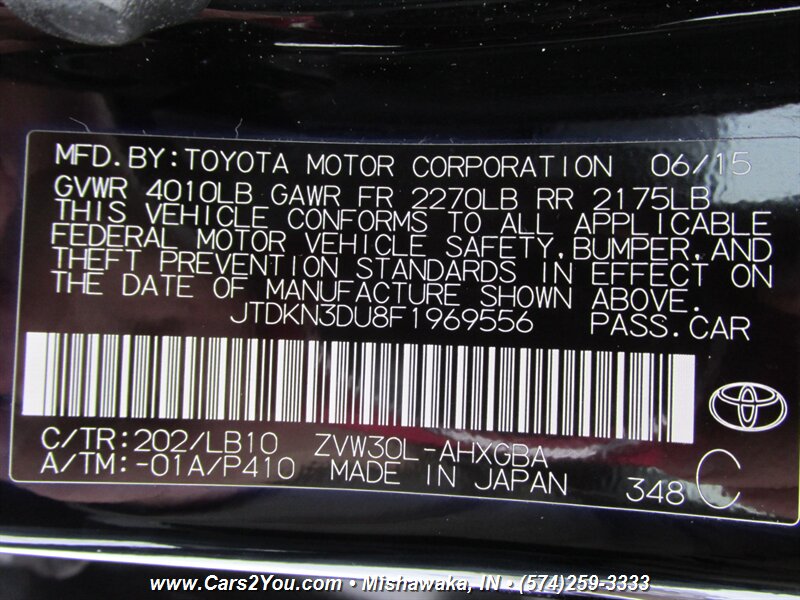 MFD.BY:TOYOTA MOTOR CORPORATION 06/15
GVWR 4010LB GAWR FR 2270LB RR 2175LB
THIS VEHICLE CONFORMS TO ALL APPLICABLE
FEDERAL MOTOR VEHICLE SAFETY,BUMPER,AND
THEFT PREVENTION STANDARDS IN EFFECT ON
THE DATE OF MANUFACTURE SHOWN ABOVE.
JTDKN3DU8F1969556 PASS.CAR
C/TR:202/LB10 ZVW30L-AHXGBA
A/TM:-01A/P410 MADE IN JAPAN 348 C
www.Cars2You.com • Mishawaka, IN • (574)259-3333